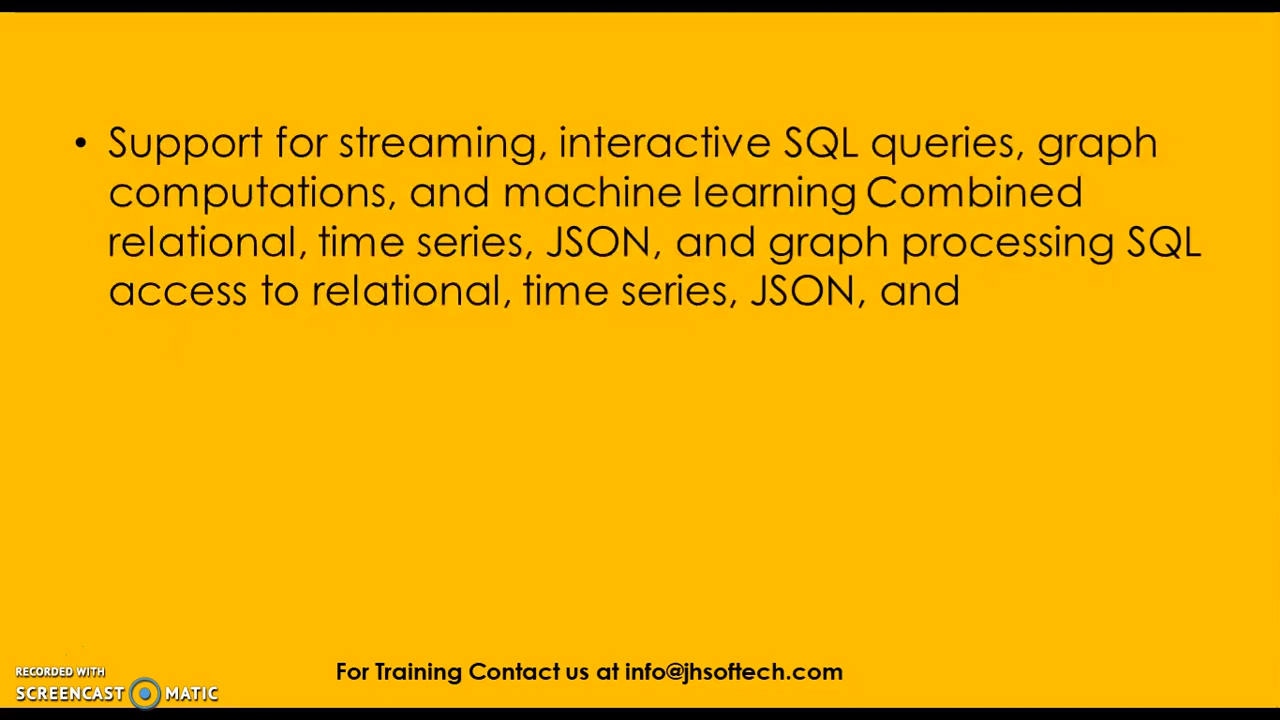 • Support for streaming, interactive SQL queries, graph
computations, and machine learning Combined
relational, time series, JSON, and graph processing SQL
access to relational, time series, JSON, and
RECORDED WITH
SCREENCAST MATIC
For Training Contact us at info@jhsoftech.com